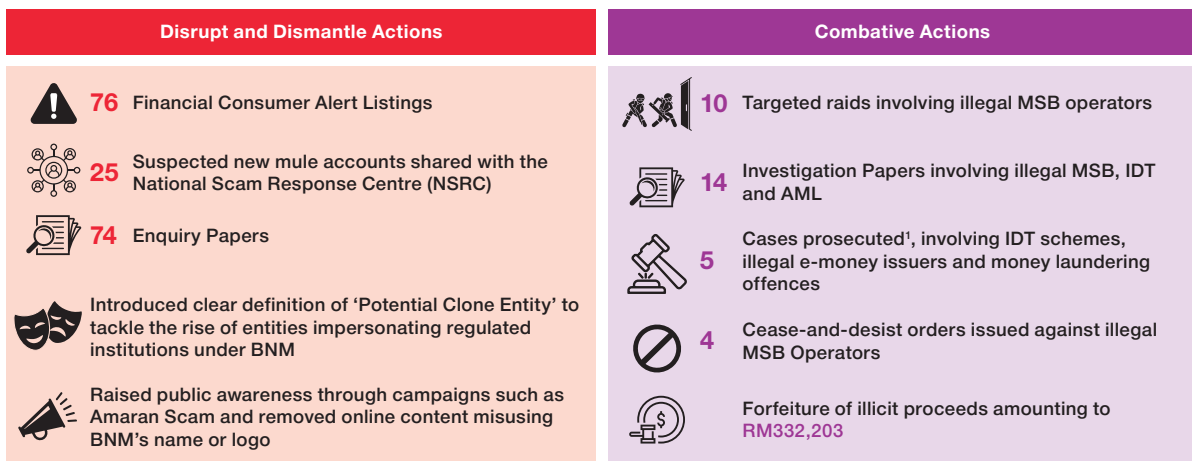 Disrupt and Dismantle Actions
76 Financial Consumer Alert Listings
25 Suspected new mule accounts shared with the
National Scam Response Centre (NSRC)
74 Enquiry Papers
Introduced clear definition of ‘Potential Clone Entity’ to
tackle the rise of entities impersonating regulated
institutions under BNM
Raised public awareness through campaigns such as
Amaran Scam and removed online content misusing
BNM’s name or logo
Combative Actions
10 Targeted raids involving illegal MSB operators
14 Investigation Papers involving illegal MSB, IDT
and AML
5 Cases prosecuted¹, involving IDT schemes,
illegal e-money issuers and money laundering
offences
4 Cease-and-desist orders issued against illegal
MSB Operators
$
Forfeiture of illicit proceeds amounting to
RM332,203